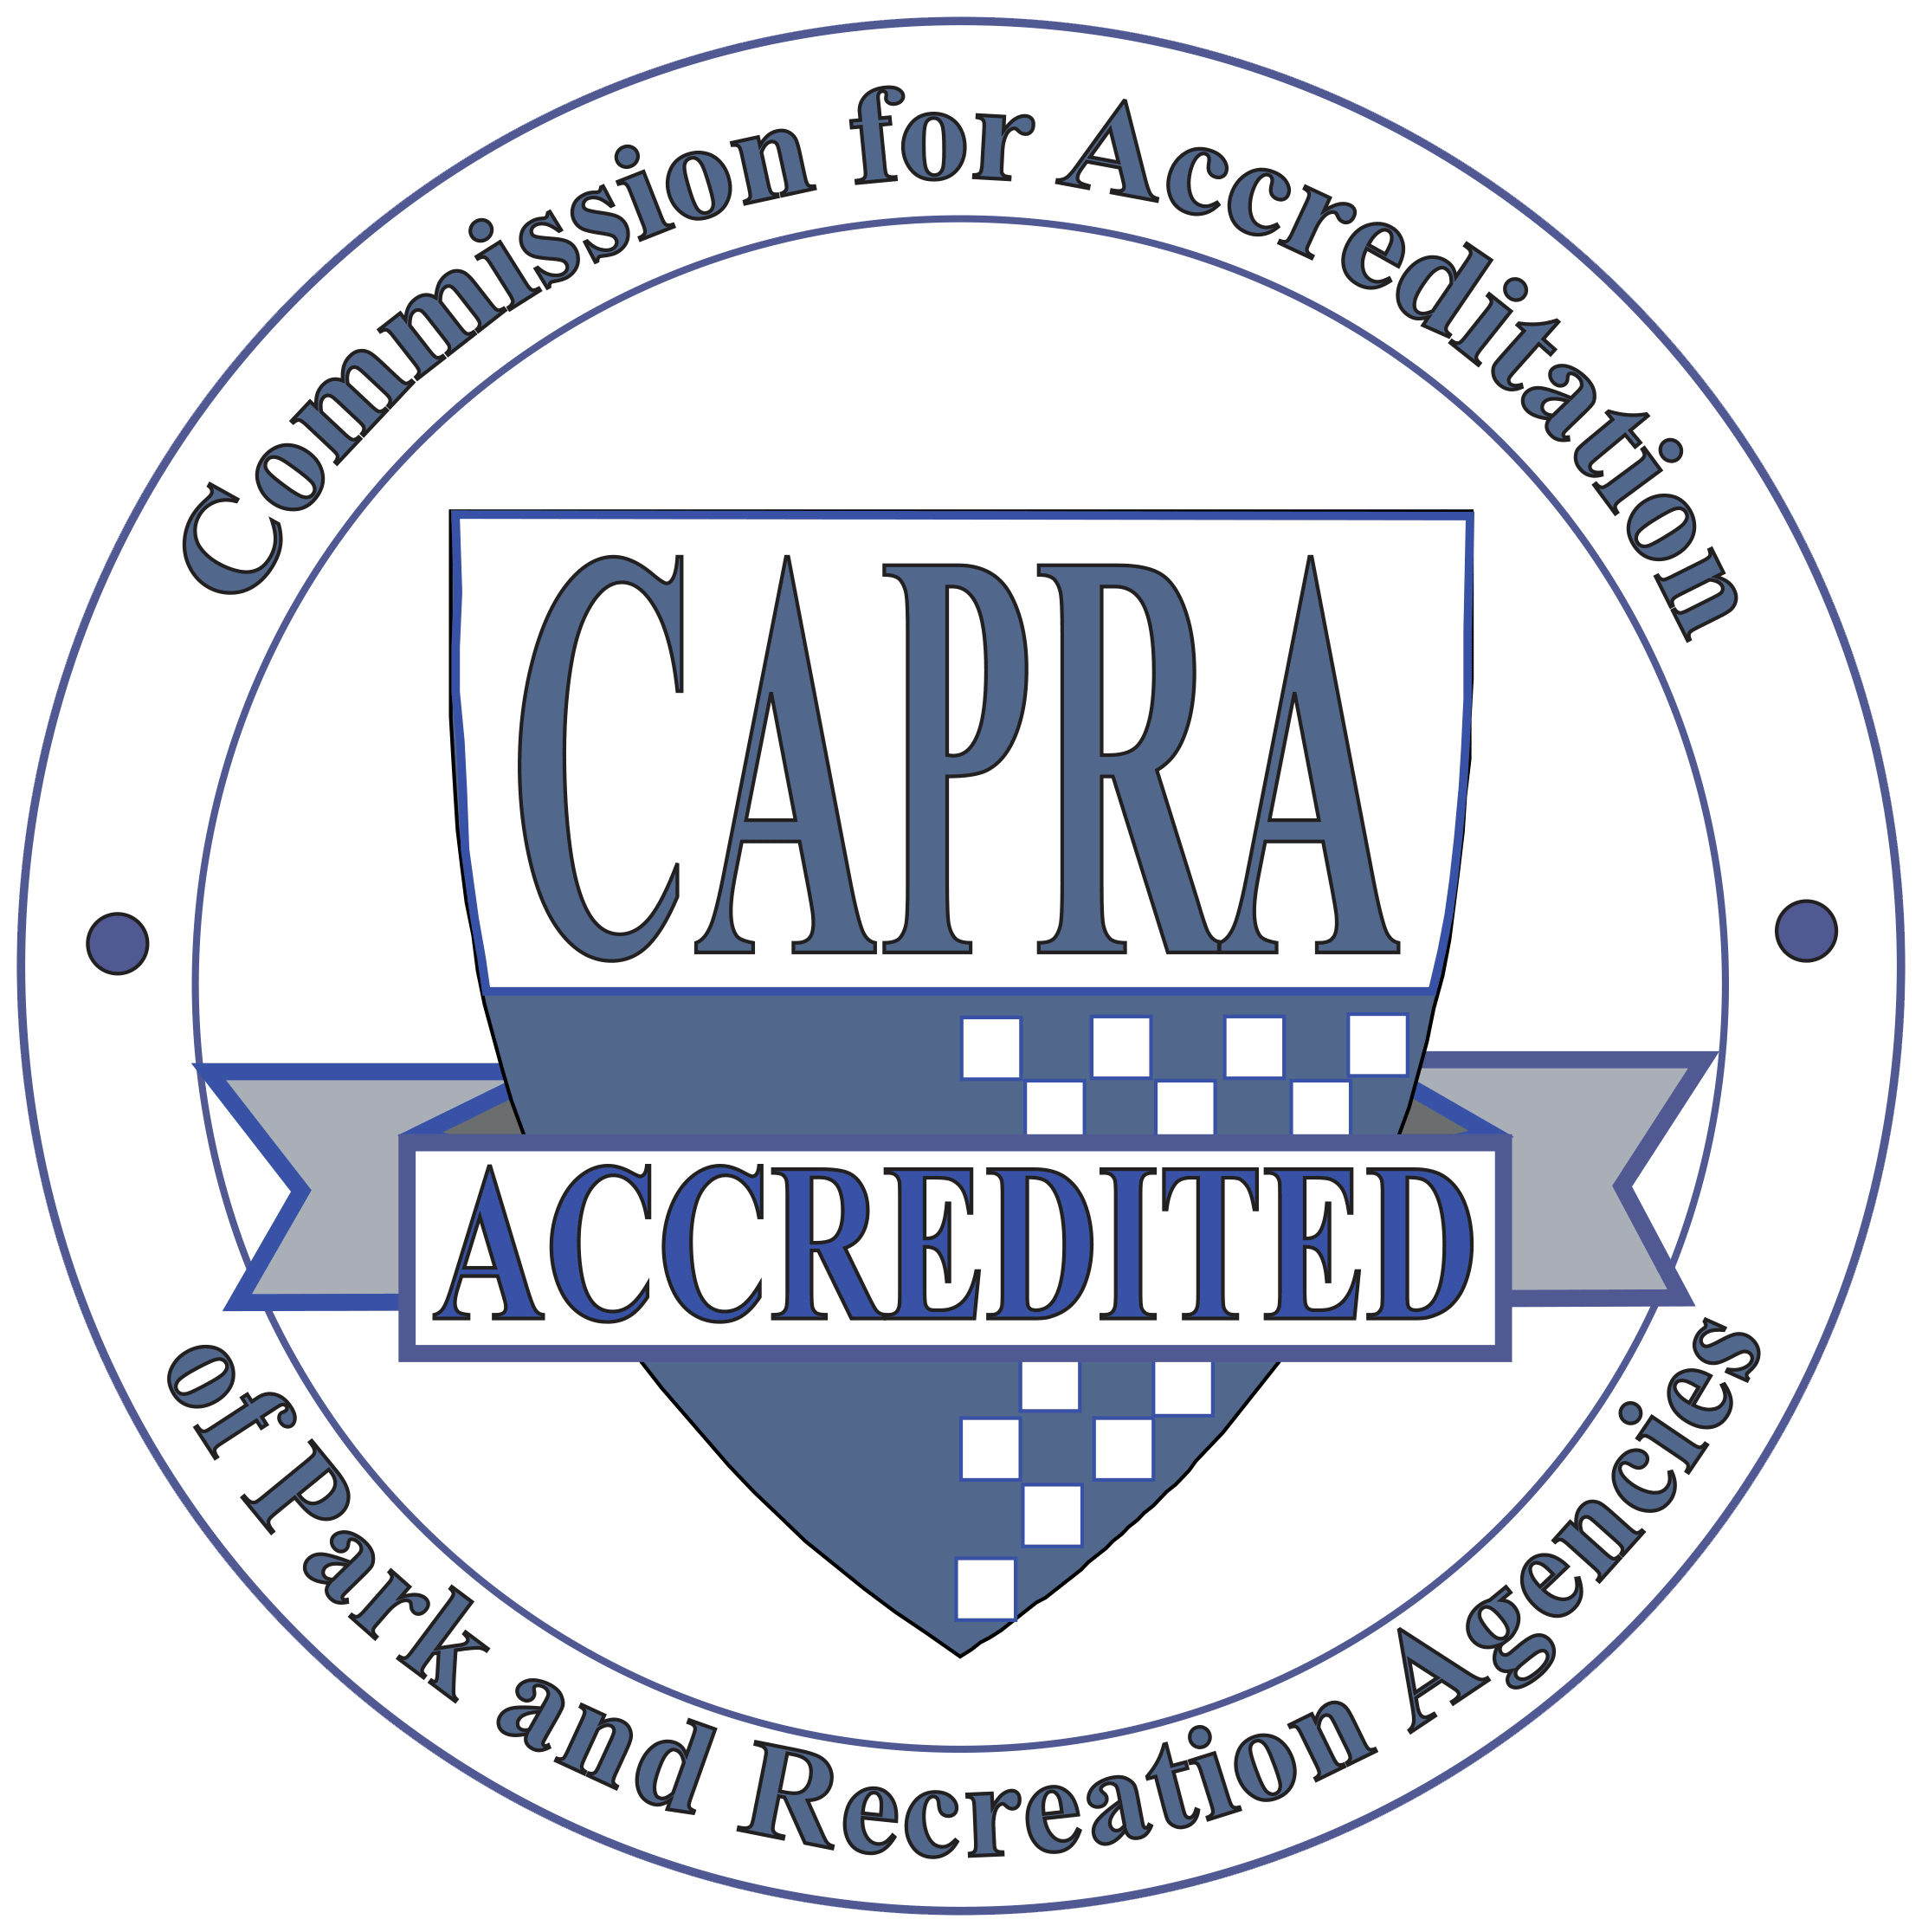 Commission for Accreditation
CAPRA
ACCREDITED
of Park and Recreation Agencies